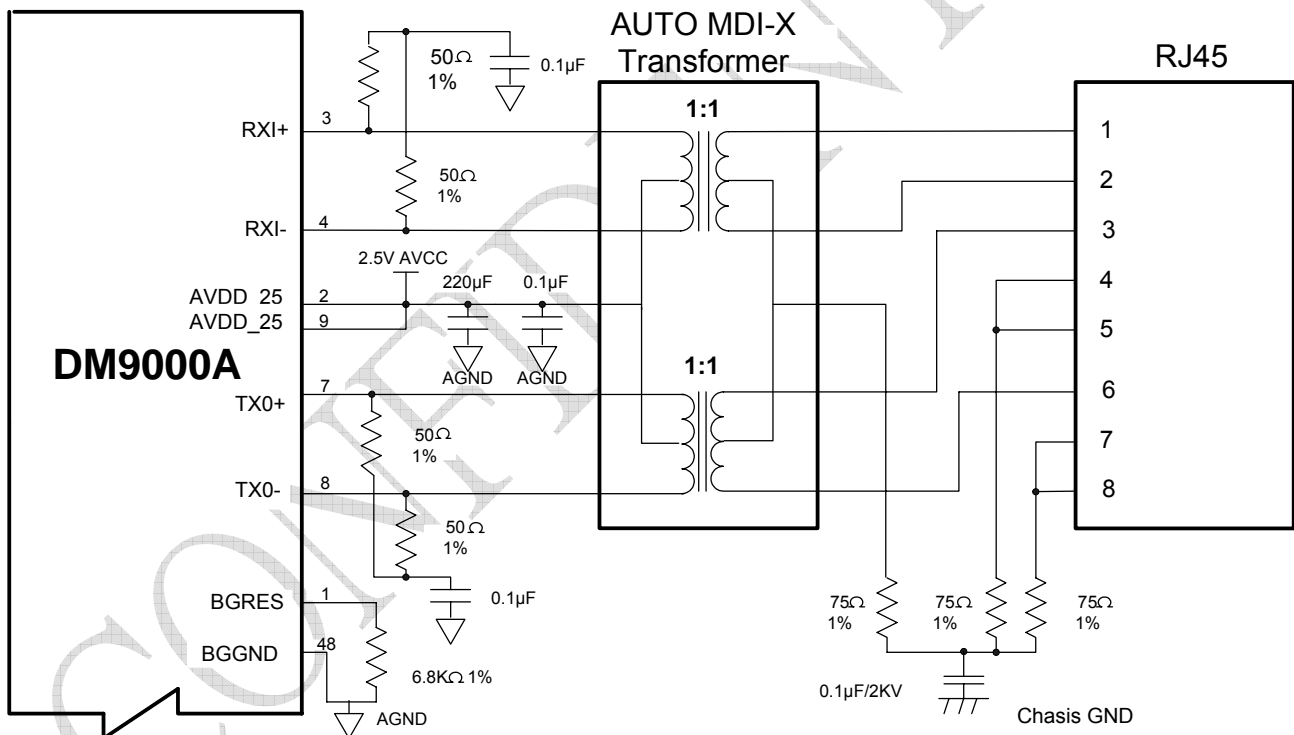 AUTO MDI-X
Transformer
RJ45
50Ω
1%
0.1µF
1:1
RXI+
3
1
2
50Ω
1%
RXI-
4
3
2.5V AVCC
4
AVDD_25
2
220µF
0.1µF
AVDD_25
9
5
DM9000A
1:1
AGND
AGND
7
TX0+
6
50Ω
1%
7
TX0-
8
8
50Ω
1%
BGRES
1
0.1µF
75Ω
1%
75Ω
1%
75Ω
1%
BGGND
48
6.8KΩ 1%
0.1µF/2KV
AGND
Chasis GND